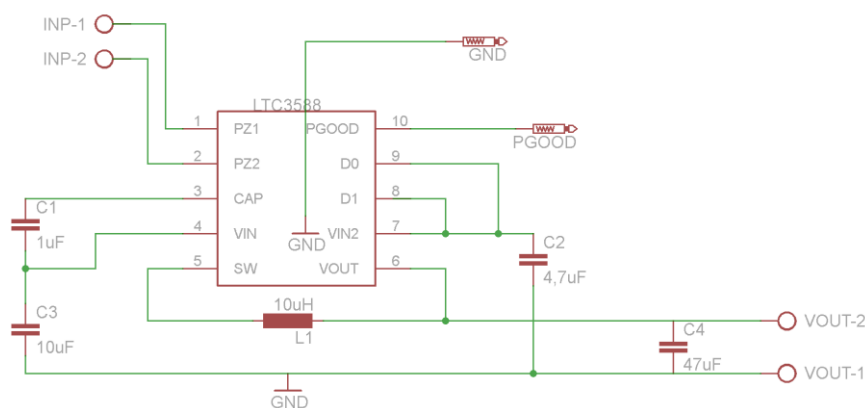 INP-1
INP-2
GND
LTC3588
1 PZ1 PGOOD 10
PGOOD
2 PZ2 D0 9
3 CAP D1 8
C1
1uF
4 VIN VIN2 7
GND
C2
4,7uF
5 SW VOUT 6
10uH
L1
C3
10uF
VOUT-2
C4
47uF
VOUT-1
GND